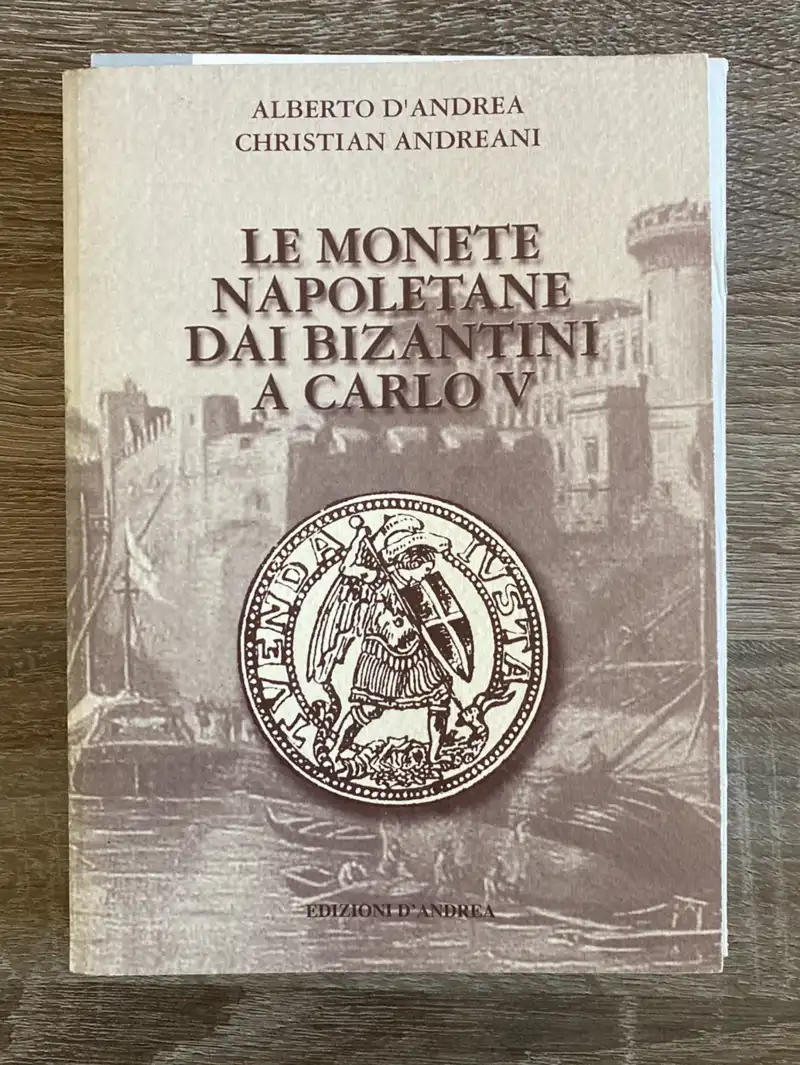 ALBERTO D'ANDREA
CHRISTIAN ANDREANI
LE MONETE
NAPOLETANE
DAI BIZANTINI
A CARLO V
IVSTA TVENDA
EDIZIONI D'ANDREA